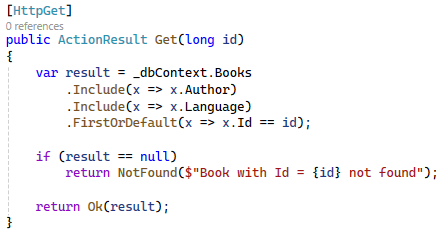 [HttpGet]
0 references
public ActionResult Get(long id)
{
    var result = _dbContext.Books
        .Include(x => x.Author)
        .Include(x => x.Language)
        .FirstOrDefault(x => x.Id == id);

    if (result == null)
        return NotFound($"Book with Id = {id} not found");

    return Ok(result);
}